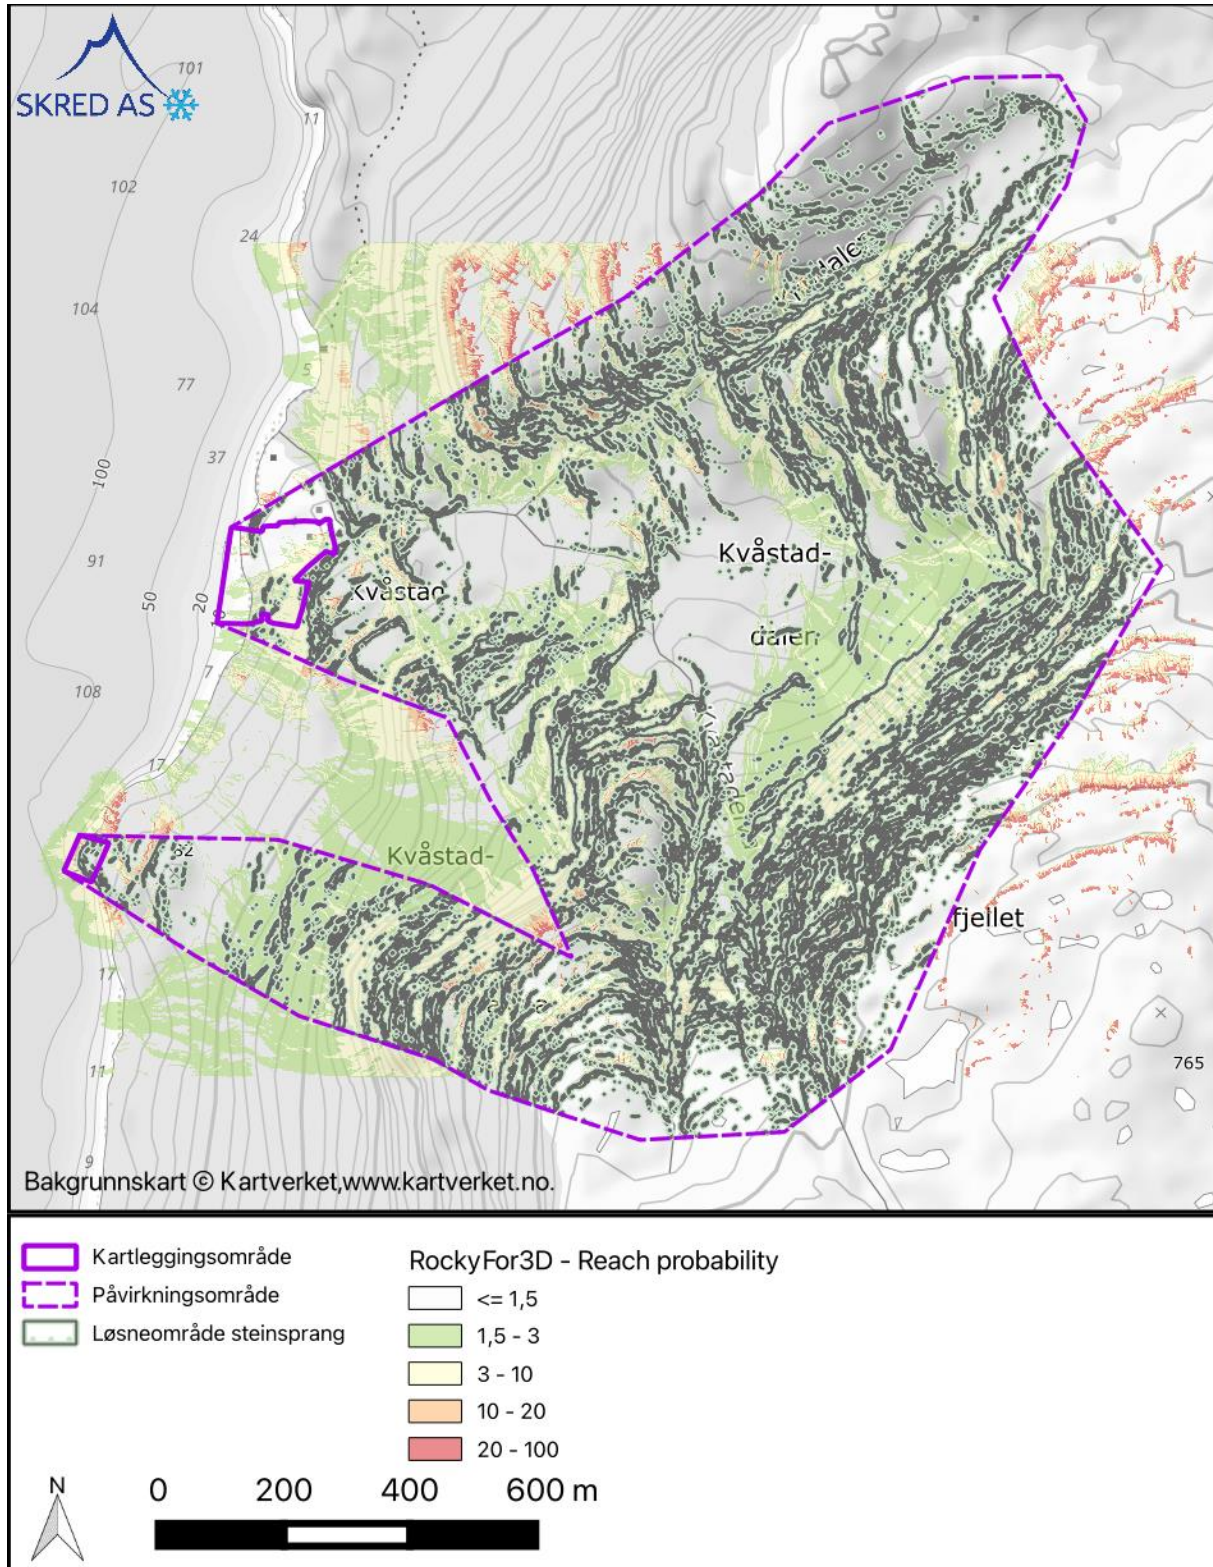 SKRED AS
101
11
102
24
104
5
77
37
100
91
Kvåstad-
50
20
10
dalen
7
108
17
Kvåstad-
fjellet
17
765
11
9
Bakgrunnskart © Kartverket,www.kartverket.no.
Kartleggingsområde
Påvirkningsområde
Løsneområde steinsprang
RockyFor3D - Reach probability
<= 1,5
1,5 - 3
3 - 10
10 - 20
20 - 100
N
0 200 400 600 m